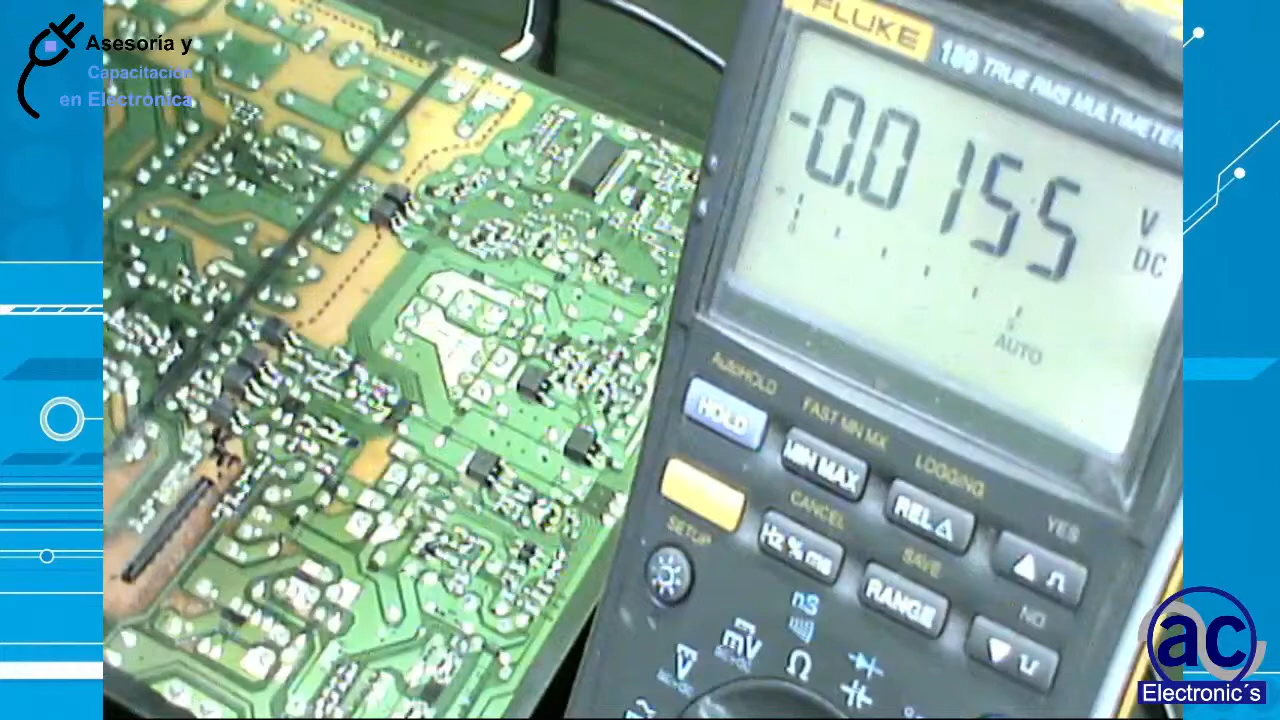 Asesoría y
Capacitación
en Electrónica
FLUKE
189 TRUE RMS MULTIMETER
-0.0155
V
DC
AUTO
AutoHOLD
HOLD
FAST MN MX
MIN MAX
LOGGING
REL Δ
YES
SETUP
CANCEL
Hz % ms
SAVE
RANGE
NO
nS
mV
Ω
V
ac
Electronic´s